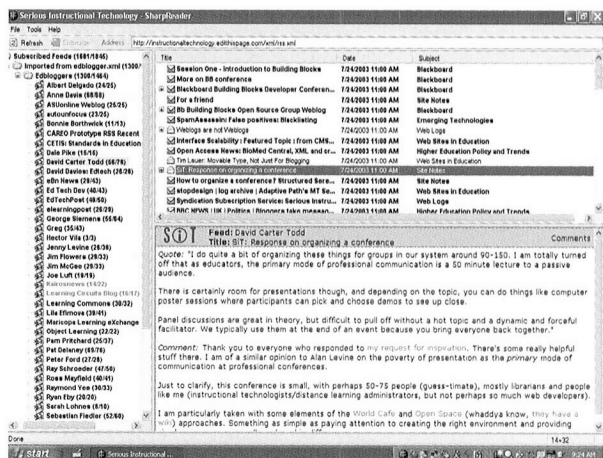 Serious Instructional Technology - SharpReader
File Tools Help
Refresh Address http://instructionaltechnology.editthispage.com/xml/rss.xml
Subscribed Feeds (1681/1845)
Imported from edblogger.xml (1300/
Edbloggers (1300/1464)
Albert Delgado (24/25)
Anne Davis (68/88)
ASUonline Weblog (25/25)
autounfocus (23/25)
Bonnie Borthwick (11/13)
CAREO Prototype RSS Recent
CETIS: Standards in Education
Dale Pike (15/16)
David Carter Todd (66/76)
David Davies: Edtech (26/28)
eBn News (28/43)
Ed Tech Dev (40/43)
EdTechPost (48/50)
elearningpost (26/29)
George Siemens (55/64)
Greg (35/43)
Hector Vila (3/3)
Jenny Levine (26/36)
Jim Flowers (29/33)
Jim McGee (29/33)
Joe Luft (19/19)
Kairosnews (14/22)
Learning Circuits Blog (16/17)
Learning Commons (30/32)
Lila Efimova (39/41)
Maricopa Learning eXchange
Object Learning (22/22)
Pam Pritchard (25/37)
Pat Delaney (69/76)
Peter Ford (27/28)
Ray Schroeder (47/50)
Ross Mayfield (40/41)
Raymond Yee (30/33)
Ryan Eby (20/20)
Sarah Lohnes (8/10)
Sebastian Fiedler (52/60)
Title Date Subject
Session One - Introduction to Building Blocks 7/24/2003 11:00 AM Blackboard
More on BB conference 7/24/2003 11:00 AM Blackboard
Blackboard Building Blocks Developer Conferen... 7/24/2003 11:00 AM Blackboard
For a friend 7/24/2003 11:00 AM Site Notes
Bb Building Blocks Open Source Group Weblog 7/24/2003 11:00 AM Blackboard
SpamAssassin: False positives: Blacklisting 7/24/2003 11:00 AM Emerging Technologies
Weblogs are not Weblogs 7/24/2003 11:00 AM Web Logs
Interface Scalability : Featured Topic : from CMS... 7/24/2003 11:00 AM Web Sites in Education
Open Access News: BioMed Central, XML and cr... 7/24/2003 11:00 AM Higher Education Policy and Trends
Tim Lauer: Movable Type, Not Just For Blogging 7/24/2003 11:00 AM Web Sites in Education
SiT: Response on organizing a conference 7/24/2003 11:00 AM Site Notes
How to organize a conference? Structured Sere... 7/24/2003 11:00 AM Site Notes
stopdesign | log archive | Adaptive Path's MT Se... 7/24/2003 11:00 AM Web Sites in Education
Syndication Subscription Service: Serious Instru... 7/24/2003 11:00 AM Web Logs
BBC NEWS | UK | Politics | Bloggers take messan... 7/24/2003 11:00 AM Higher Education Policy and Trends
SiT Feed: David Carter Todd
Title: SiT: Response on organizing a conference Comments
Quote: "I do quite a bit of organizing these things for groups in our system around 90-150. I am totally turned
off that as educators, the primary mode of professional communication is a 50 minute lecture to a passive
audience.
There is certainly room for presentations though, and depending on the topic, you can do things like computer
poster sessions where participants can pick and choose demos to see up close.
Panel discussions are great in theory, but difficult to pull off without a hot topic and a dynamic and forceful
facilitator. We typically use them at the end of an event because you bring everyone back together."
Comment: Thank you to everyone who responded to my request for inspiration. There's some really helpful
stuff there. I am of a similar opinion to Alan Levine on the poverty of presentation as the primary mode of
communication at professional conferences.
Just to clarify, this conference is small, with perhaps 50-75 people (guess-timate), mostly librarians and people
like me (instructional technologists/distance learning administrators, but not perhaps so much web developers).
I am particularly taken with some elements of the World Cafe and Open Space (whaddya know, they have a
wiki) approaches. Something as simple as paying attention to creating the right environment and providing
Done 14+32
start Serious Instructional ... 9:24 AM